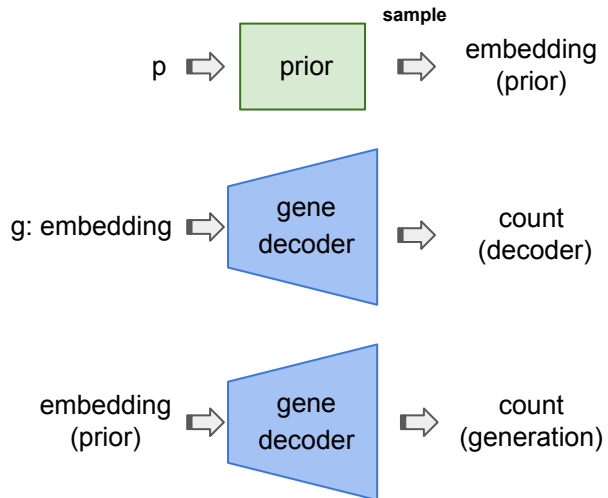 sample
p
prior
embedding
(prior)
g: embedding
gene
decoder
count
(decoder)
embedding
(prior)
gene
decoder
count
(generation)